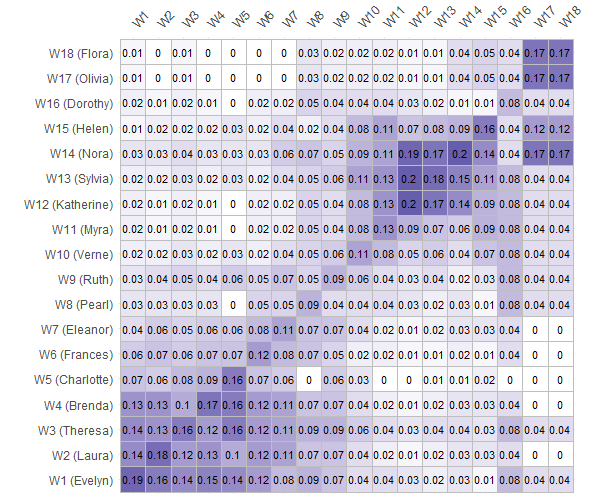 W1 W2 W3 W4 W5 W6 W7 W8 W9 W10 W11 W12 W13 W14 W15 W16 W17 W18
W18 (Flora) 0.01 0 0.01 0 0 0 0 0.03 0.02 0.02 0.02 0.01 0.01 0.04 0.05 0.04 0.17 0.17
W17 (Olivia) 0.01 0 0.01 0 0 0 0 0.03 0.02 0.02 0.02 0.01 0.01 0.04 0.05 0.04 0.17 0.17
W16 (Dorothy) 0.02 0.01 0.02 0.01 0 0.02 0.02 0.05 0.04 0.04 0.04 0.03 0.02 0.01 0.01 0.08 0.04 0.04
W15 (Helen) 0.01 0.02 0.02 0.02 0.03 0.02 0.04 0.02 0.04 0.08 0.11 0.07 0.08 0.09 0.16 0.04 0.12 0.12
W14 (Nora) 0.03 0.03 0.04 0.03 0.03 0.03 0.06 0.07 0.05 0.09 0.11 0.19 0.17 0.2 0.14 0.04 0.17 0.17
W13 (Sylvia) 0.02 0.02 0.03 0.02 0.03 0.02 0.04 0.05 0.06 0.11 0.13 0.2 0.18 0.15 0.11 0.08 0.04 0.04
W12 (Katherine) 0.02 0.01 0.02 0.01 0 0.02 0.02 0.05 0.04 0.08 0.13 0.2 0.17 0.14 0.09 0.08 0.04 0.04
W11 (Myra) 0.02 0.01 0.02 0.01 0 0.02 0.02 0.05 0.04 0.08 0.13 0.09 0.07 0.06 0.09 0.08 0.04 0.04
W10 (Verne) 0.02 0.02 0.03 0.02 0.03 0.02 0.04 0.05 0.06 0.11 0.08 0.05 0.06 0.04 0.07 0.08 0.04 0.04
W9 (Ruth) 0.03 0.04 0.05 0.04 0.06 0.05 0.07 0.05 0.09 0.06 0.04 0.03 0.04 0.02 0.03 0.08 0.04 0.04
W8 (Pearl) 0.03 0.03 0.03 0.03 0 0.05 0.05 0.09 0.04 0.04 0.04 0.03 0.02 0.03 0.01 0.08 0.04 0.04
W7 (Eleanor) 0.04 0.06 0.05 0.06 0.06 0.08 0.11 0.07 0.07 0.04 0.02 0.01 0.02 0.03 0.03 0.04 0 0
W6 (Frances) 0.06 0.07 0.06 0.07 0.07 0.12 0.08 0.07 0.05 0.02 0.02 0.01 0.01 0.02 0.01 0.04 0 0
W5 (Charlotte) 0.07 0.06 0.08 0.09 0.16 0.07 0.06 0 0.06 0.03 0 0 0.01 0.01 0.02 0 0 0
W4 (Brenda) 0.13 0.13 0.1 0.17 0.16 0.12 0.11 0.07 0.07 0.04 0.02 0.01 0.02 0.03 0.03 0.04 0 0
W3 (Theresa) 0.14 0.13 0.16 0.12 0.16 0.12 0.11 0.09 0.09 0.06 0.04 0.03 0.04 0.04 0.03 0.08 0.04 0.04
W2 (Laura) 0.14 0.18 0.12 0.13 0.1 0.12 0.11 0.07 0.07 0.04 0.02 0.01 0.02 0.03 0.03 0.04 0 0
W1 (Evelyn) 0.19 0.16 0.14 0.15 0.14 0.12 0.08 0.09 0.07 0.04 0.04 0.03 0.02 0.03 0.01 0.08 0.04 0.04